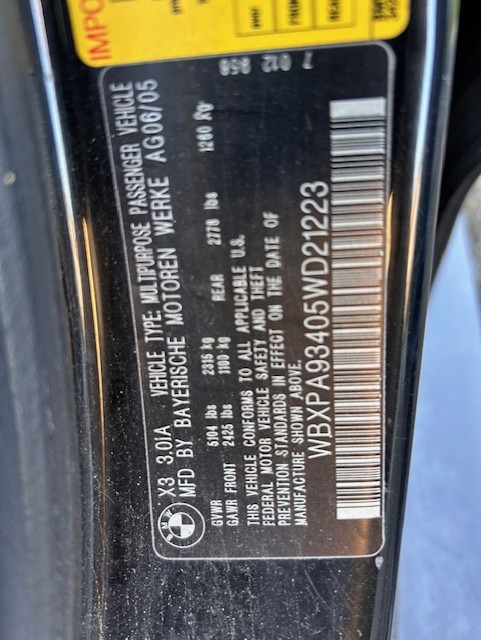 IMPO
7 012 956
X3 3.0iA VEHICLE TYPE: MULTIPURPOSE PASSENGER VEHICLE
MFD BY BAYERISCHE MOTOREN WERKE AG06/05
GVWR 5104 lbs 2315 kg
GAWR FRONT 2425 lbs 1100 kg REAR 2778 lbs 1260 kg
THIS VEHICLE CONFORMS TO ALL APPLICABLE U.S.
FEDERAL MOTOR VEHICLE SAFETY AND THEFT
PREVENTION STANDARDS IN EFFECT ON THE DATE OF
MANUFACTURE SHOWN ABOVE.
WBXPA93405WD21223
BMW